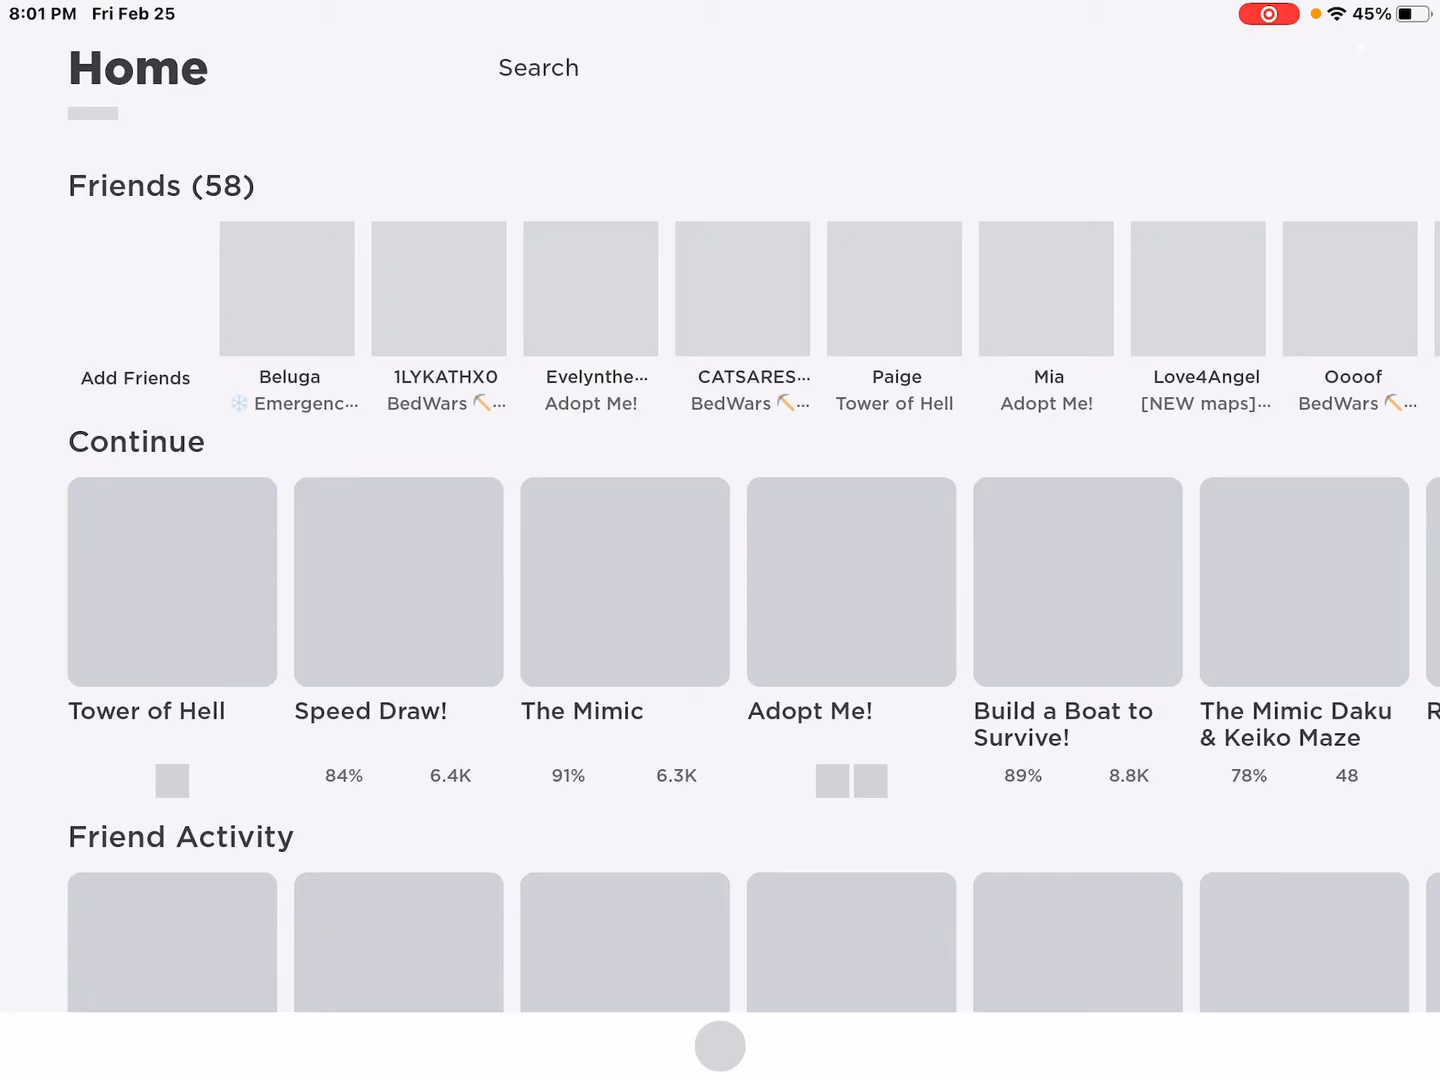 8:01 PM Fri Feb 25
45%
7
Home
Search
Friends (58)
Add Friends
Beluga
1LYKATHX0
Evelynthe...
CATSARES...
Paige
Mia
Love4Angel
Oooof
❄️ Emergenc...
BedWars ⛏️...
Adopt Me!
BedWars ⛏️...
Tower of Hell
Adopt Me!
[NEW maps]...
BedWars ⛏️...
Continue
Tower of Hell
Speed Draw!
The Mimic
Adopt Me!
Build a Boat to
Survive!
The Mimic Daku
& Keiko Maze
R
84% 6.4K
91% 6.3K
89% 8.8K
78% 48
Friend Activity